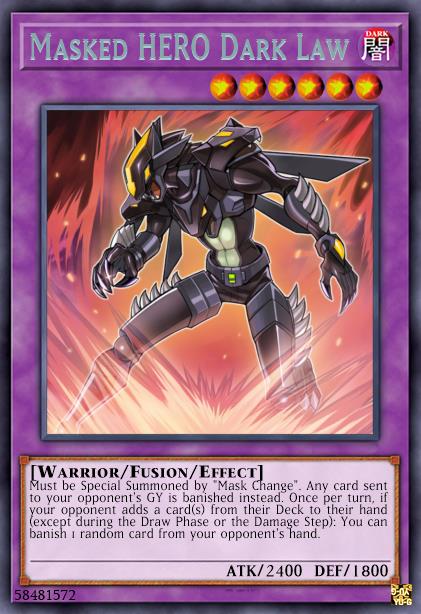 Masked HERO Dark Law
DARK
闇
[Warrior/Fusion/Effect]
Must be Special Summoned by "Mask Change". Any card sent
to your opponent's GY is banished instead. Once per turn, if
your opponent adds a card(s) from their Deck to their hand
(except during the Draw Phase or the Damage Step): You can
banish 1 random card from your opponent's hand.
ATK/2400 DEF/1800
58481572